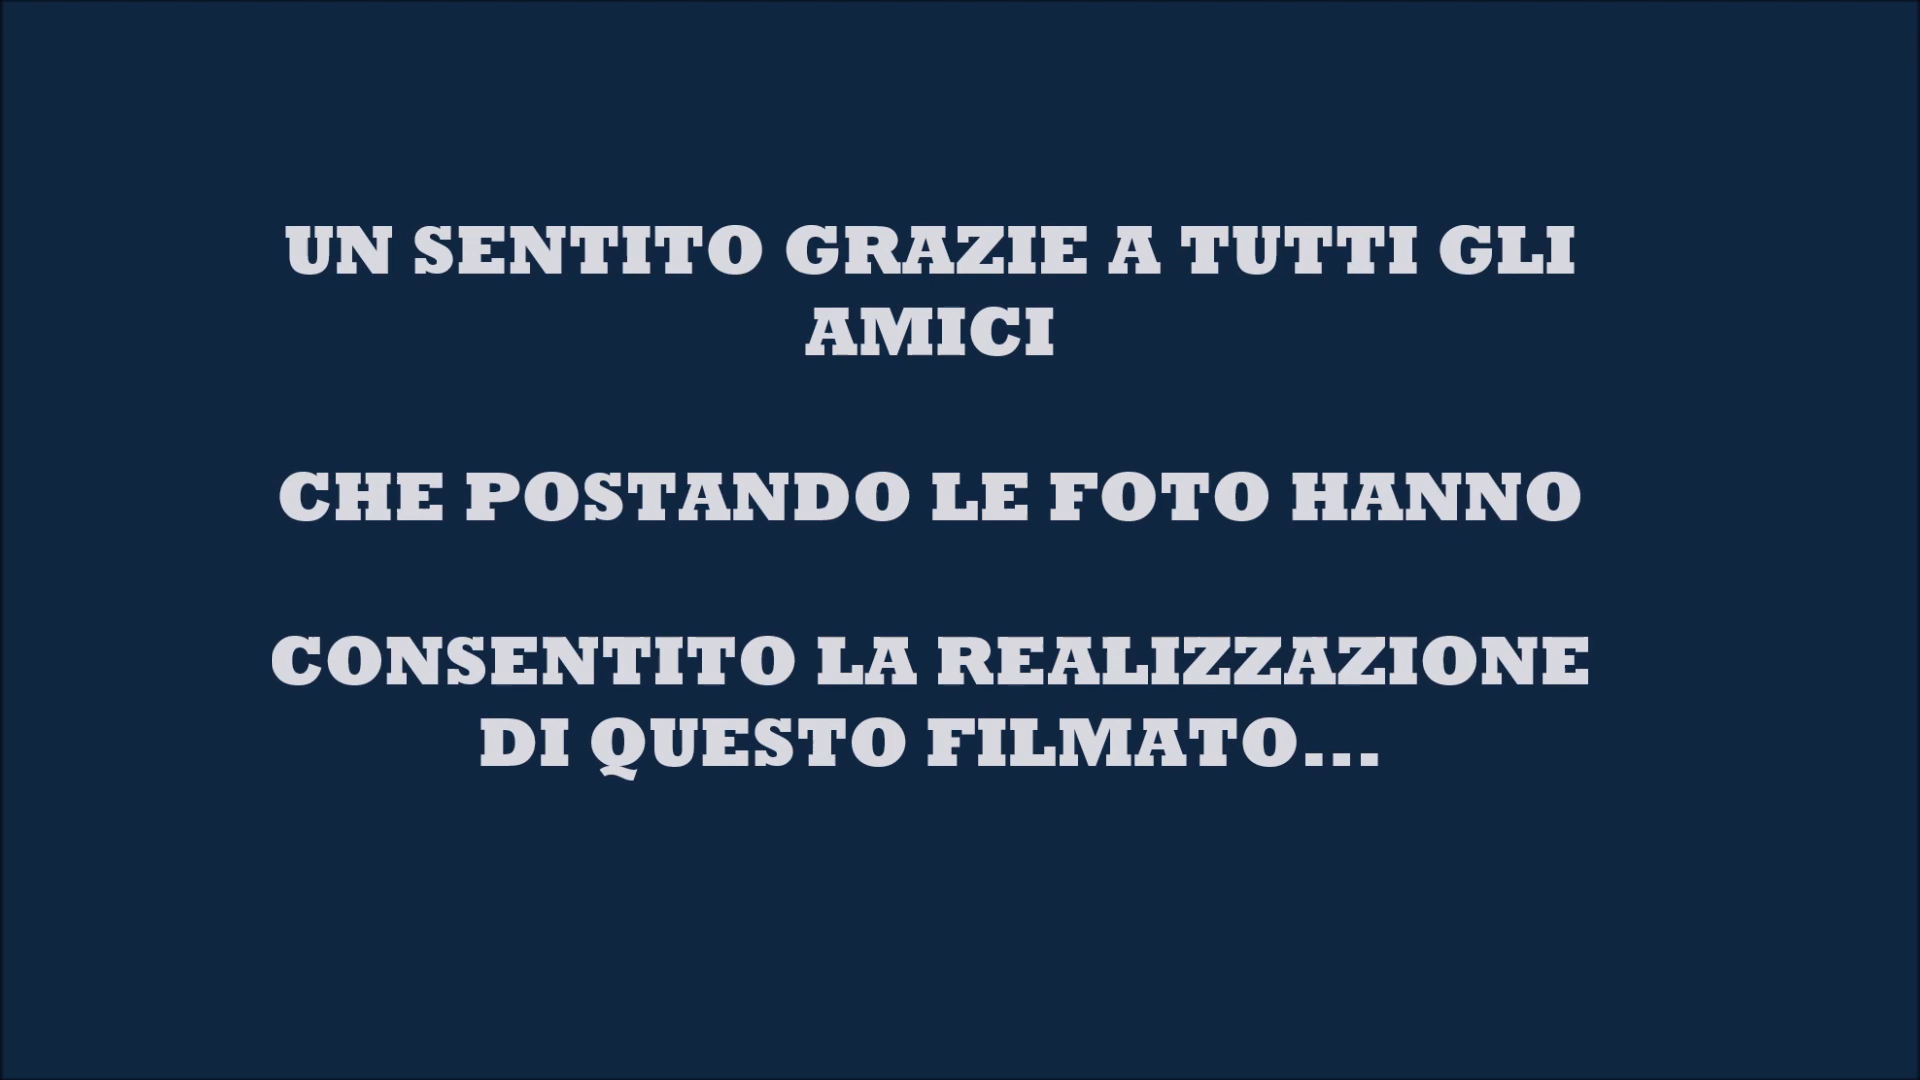 UN SENTITO GRAZIE A TUTTI GLI
AMICI
CHE POSTANDO LE FOTO HANNO
CONSENTITO LA REALIZZAZIONE
DI QUESTO FILMATO...